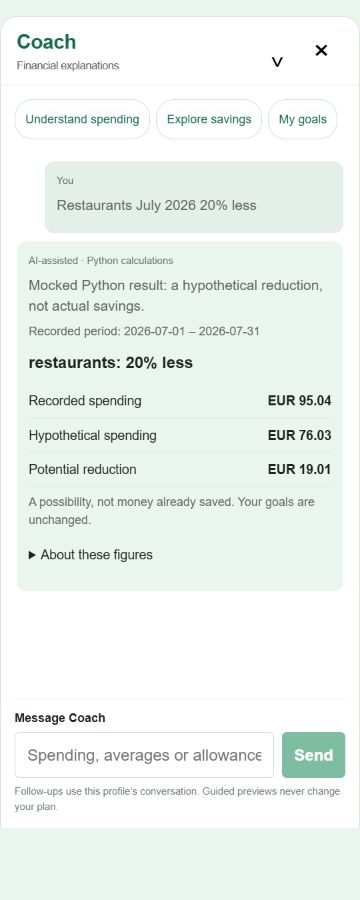 Coach
Financial explanations
Understand spending
Explore savings
My goals
You
Restaurants July 2026 20% less
AI-assisted · Python calculations
Mocked Python result: a hypothetical reduction,
not actual savings.
Recorded period: 2026-07-01 – 2026-07-31
restaurants: 20% less
Recorded spending EUR 95.04
Hypothetical spending EUR 76.03
Potential reduction EUR 19.01
A possibility, not money already saved. Your goals are
unchanged.
About these figures
Message Coach
Spending, averages or allowance
Send
Follow-ups use this profile's conversation. Guided previews never change
your plan.